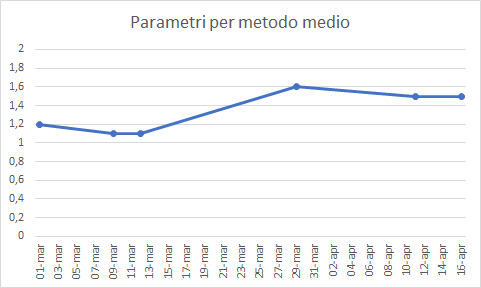 Parametri per metodo medio
2
1,8
1,6
1,4
1,2
1
0,8
0,6
0,4
0,2
0
01-mar
03-mar
05-mar
07-mar
09-mar
11-mar
13-mar
15-mar
17-mar
19-mar
21-mar
23-mar
25-mar
27-mar
29-mar
31-mar
02-apr
04-apr
06-apr
08-apr
10-apr
12-apr
14-apr
16-apr